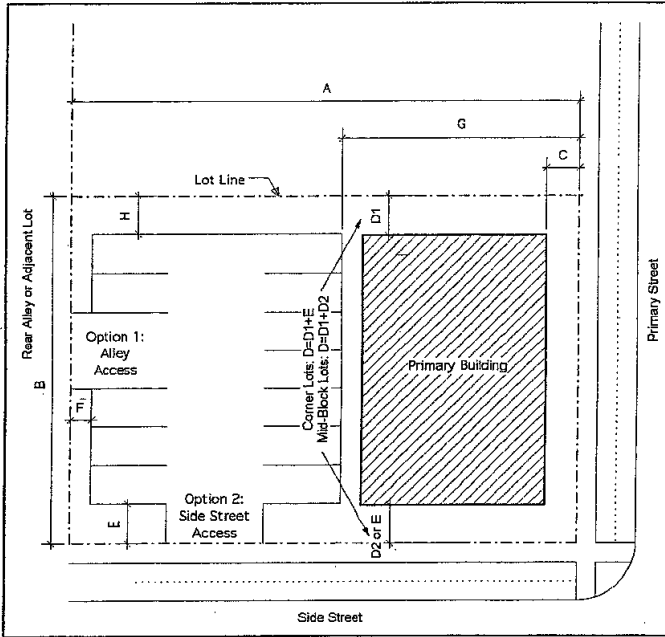 A
G
C
Lot Line
H
D1
Rear Alley or Adjacent Lot
B
Option 1:
Alley
Access
F
Corner Lots: D=D1+E
Mid-Block Lots: D=D1+D2
Primary Building
Primary Street
E
Option 2:
Side Street
Access
D2 or E
Side Street